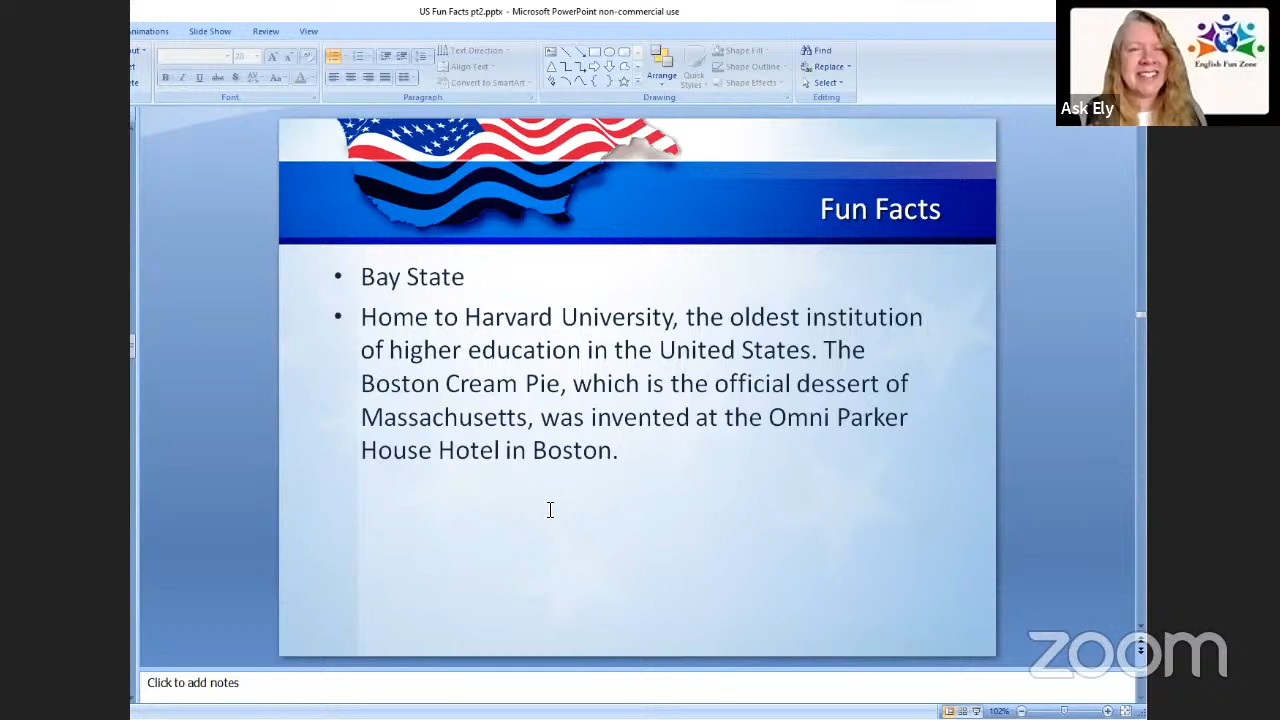 US Fun Facts pt2.pptx - Microsoft PowerPoint non-commercial use
nimations Slide Show Review View
Text Direction
Align Text
Convert to SmartArt
Arrange
Quick
Styles
Shape Fill
Shape Outline
Shape Effects
Find
Replace
Select
Font
Paragraph
Drawing
Editing
English Fun Zone
Ask Ely
Fun Facts
• Bay State
• Home to Harvard University, the oldest institution
of higher education in the United States. The
Boston Cream Pie, which is the official dessert of
Massachusetts, was invented at the Omni Parker
House Hotel in Boston.
Click to add notes
102%
zoom